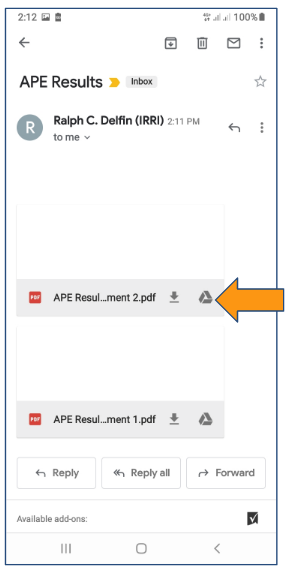 2:12 100%
APE Results Inbox
R Ralph C. Delfin (IRRI) 2:11 PM
to me
PDF APE Resul...ment 2.pdf
PDF APE Resul...ment 1.pdf
Reply Reply all Forward
Available add-ons: